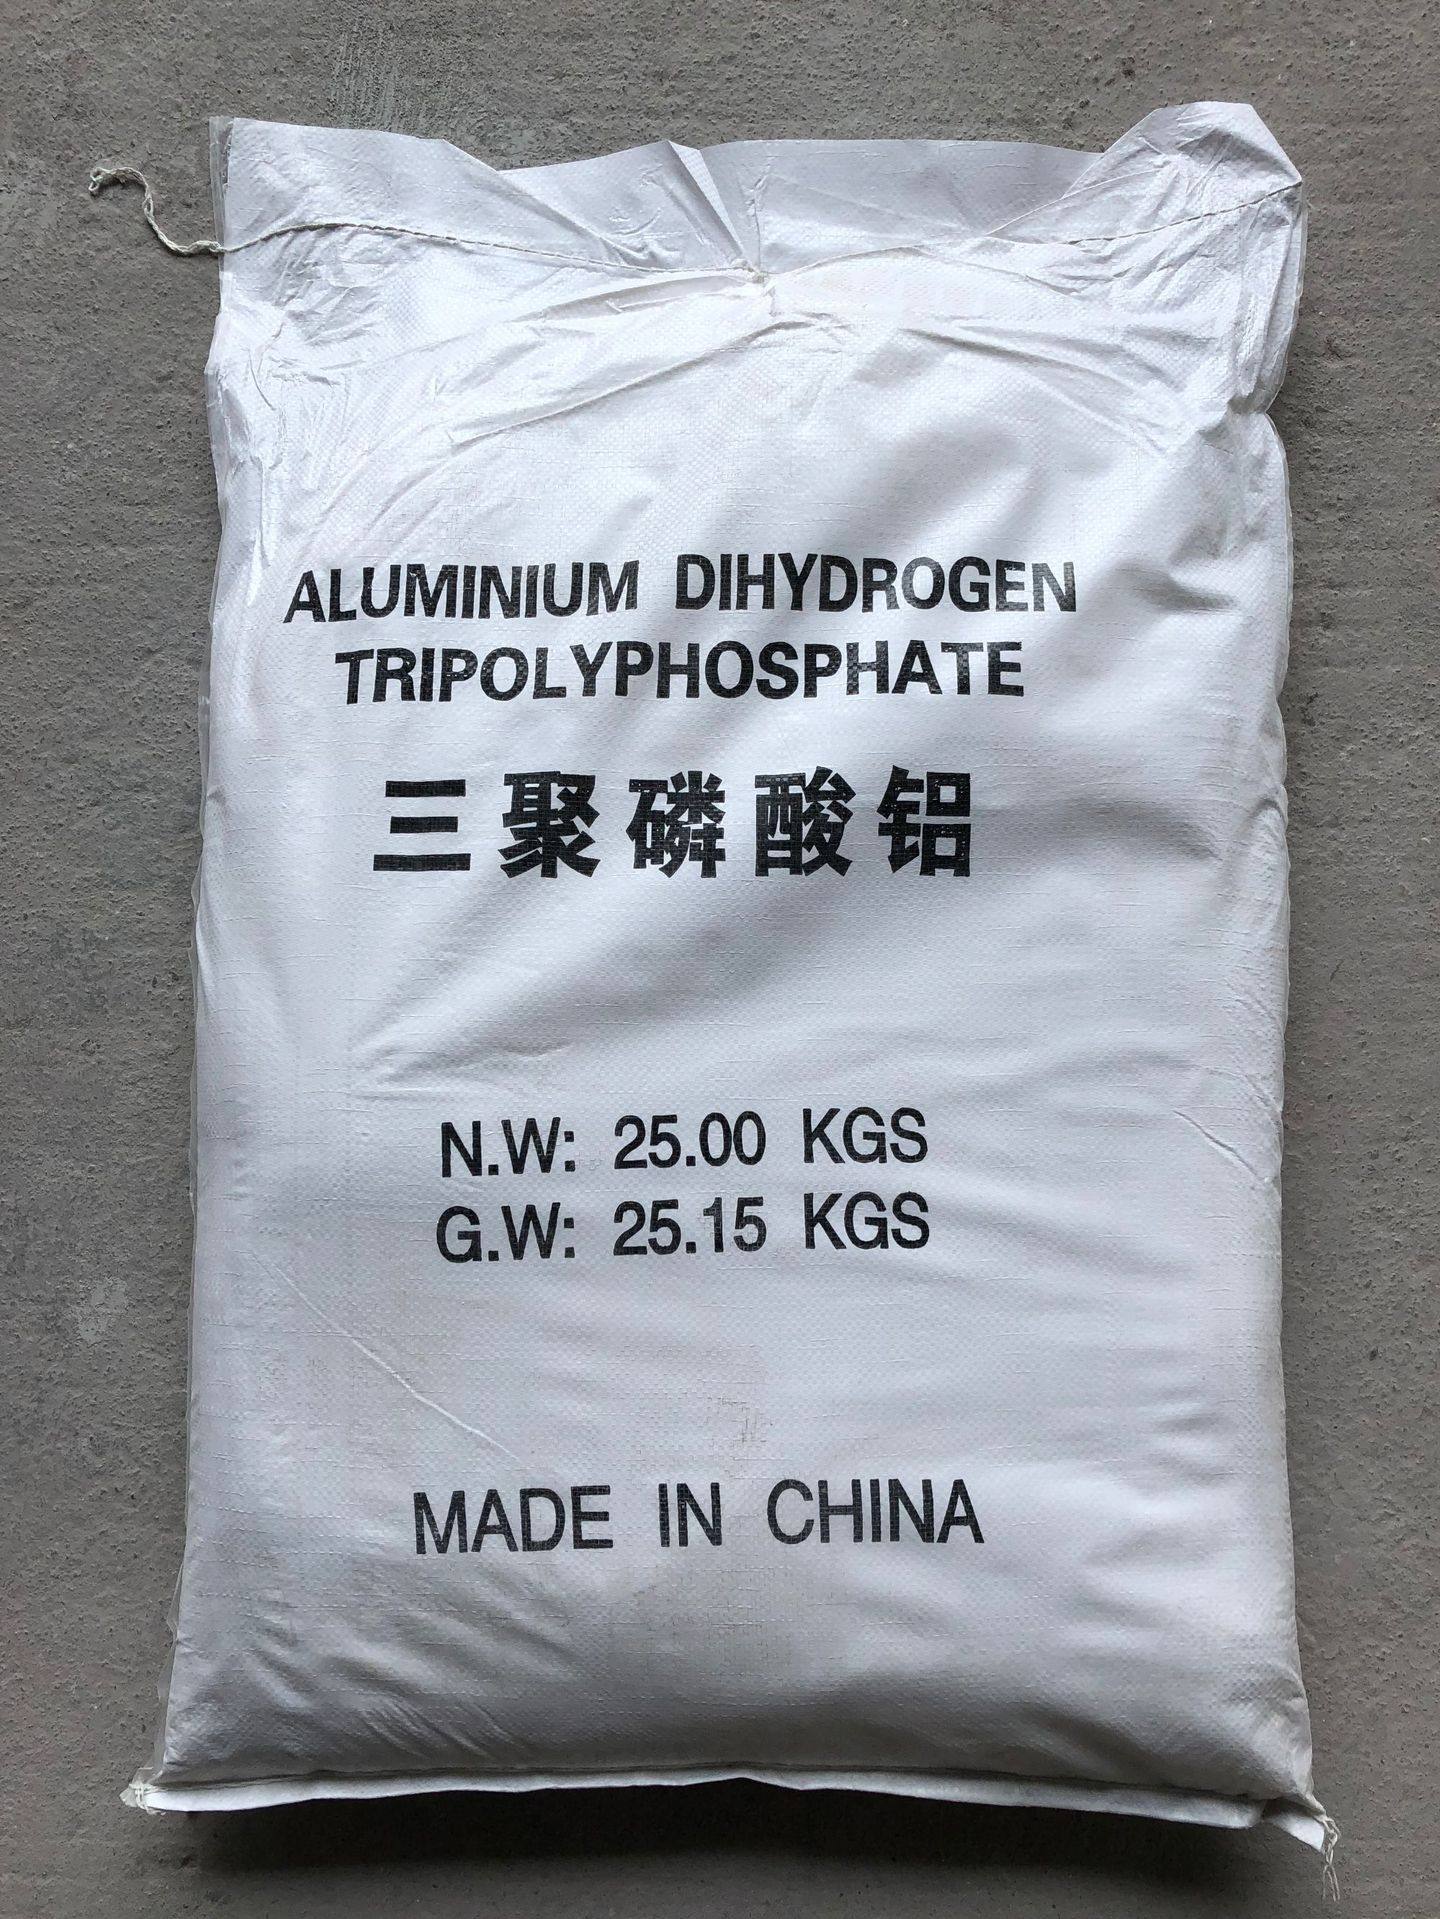 ALUMINIUM DIHYDROGEN
TRIPOLYPHOSPHATE
三聚磷酸铝
N.W: 25.00 KGS
G.W: 25.15 KGS
MADE IN CHINA